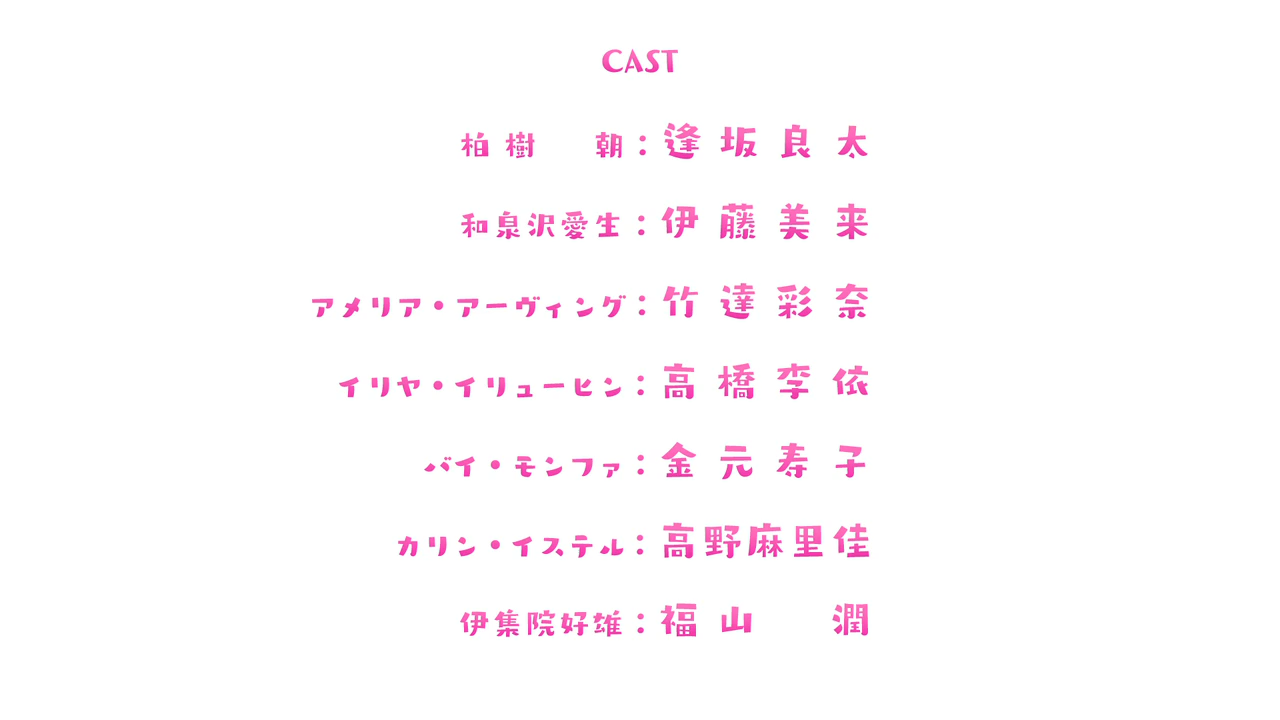 CAST
柏樹　朝：逢坂良太
和泉沢愛生：伊藤美来
アメリア・アーヴィング：竹達彩奈
イリヤ・イリューヒン：高橋李依
バイ・モンファ：金元寿子
カリン・イステル：高野麻里佳
伊集院好雄：福山　潤